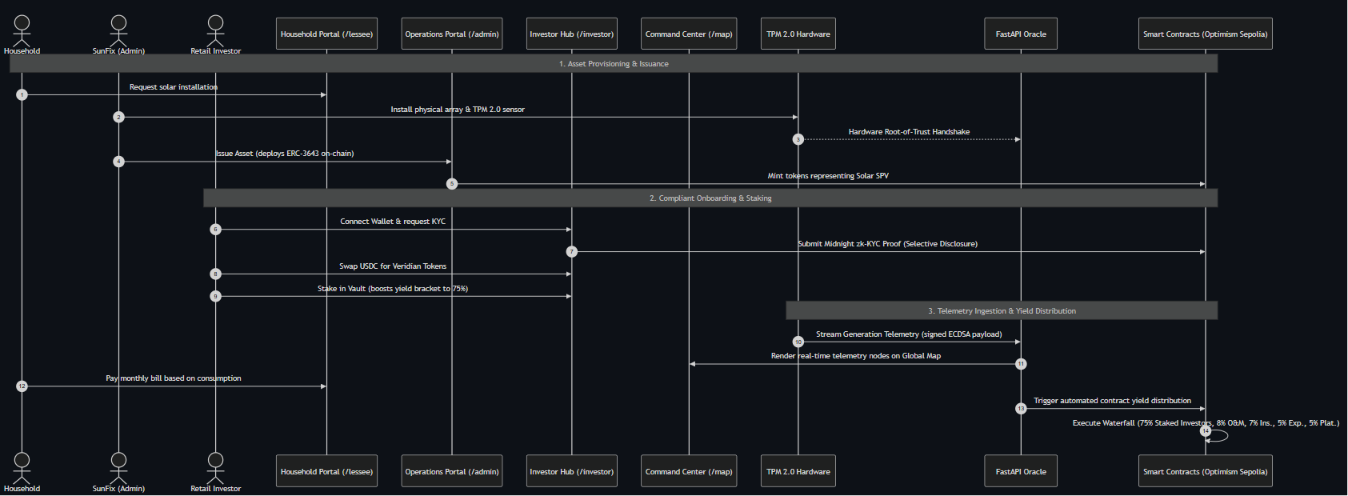 Household
SunFix (Admin)
Retail Investor
Household Portal (/lessee)
Operations Portal (/admin)
Investor Hub (/investor)
Command Center (/map)
TPM 2.0 Hardware
FastAPI Oracle
Smart Contracts (Optimism Sepolia)
1. Asset Provisioning & Issuance
1
Request solar installation
2
Install physical array & TPM 2.0 sensor
3
Hardware Root-of-Trust Handshake
4
Issue Asset (deploys ERC-3643 on-chain)
5
Mint tokens representing Solar SPV
2. Compliant Onboarding & Staking
6
Connect Wallet & request KYC
7
Submit Midnight zk-KYC Proof (Selective Disclosure)
8
Swap USDC for Veridian Tokens
9
Stake in Vault (boosts yield bracket to 75%)
3. Telemetry Ingestion & Yield Distribution
10
Stream Generation Telemetry (signed ECDSA payload)
11
Render real-time telemetry nodes on Global Map
12
Pay monthly bill based on consumption
13
Trigger automated contract yield distribution
14
Execute Waterfall (75% Staked Investors, 8% O&M, 7% Ins., 5% Exp., 5% Plat.)
Household
SunFix (Admin)
Retail Investor
Household Portal (/lessee)
Operations Portal (/admin)
Investor Hub (/investor)
Command Center (/map)
TPM 2.0 Hardware
FastAPI Oracle
Smart Contracts (Optimism Sepolia)